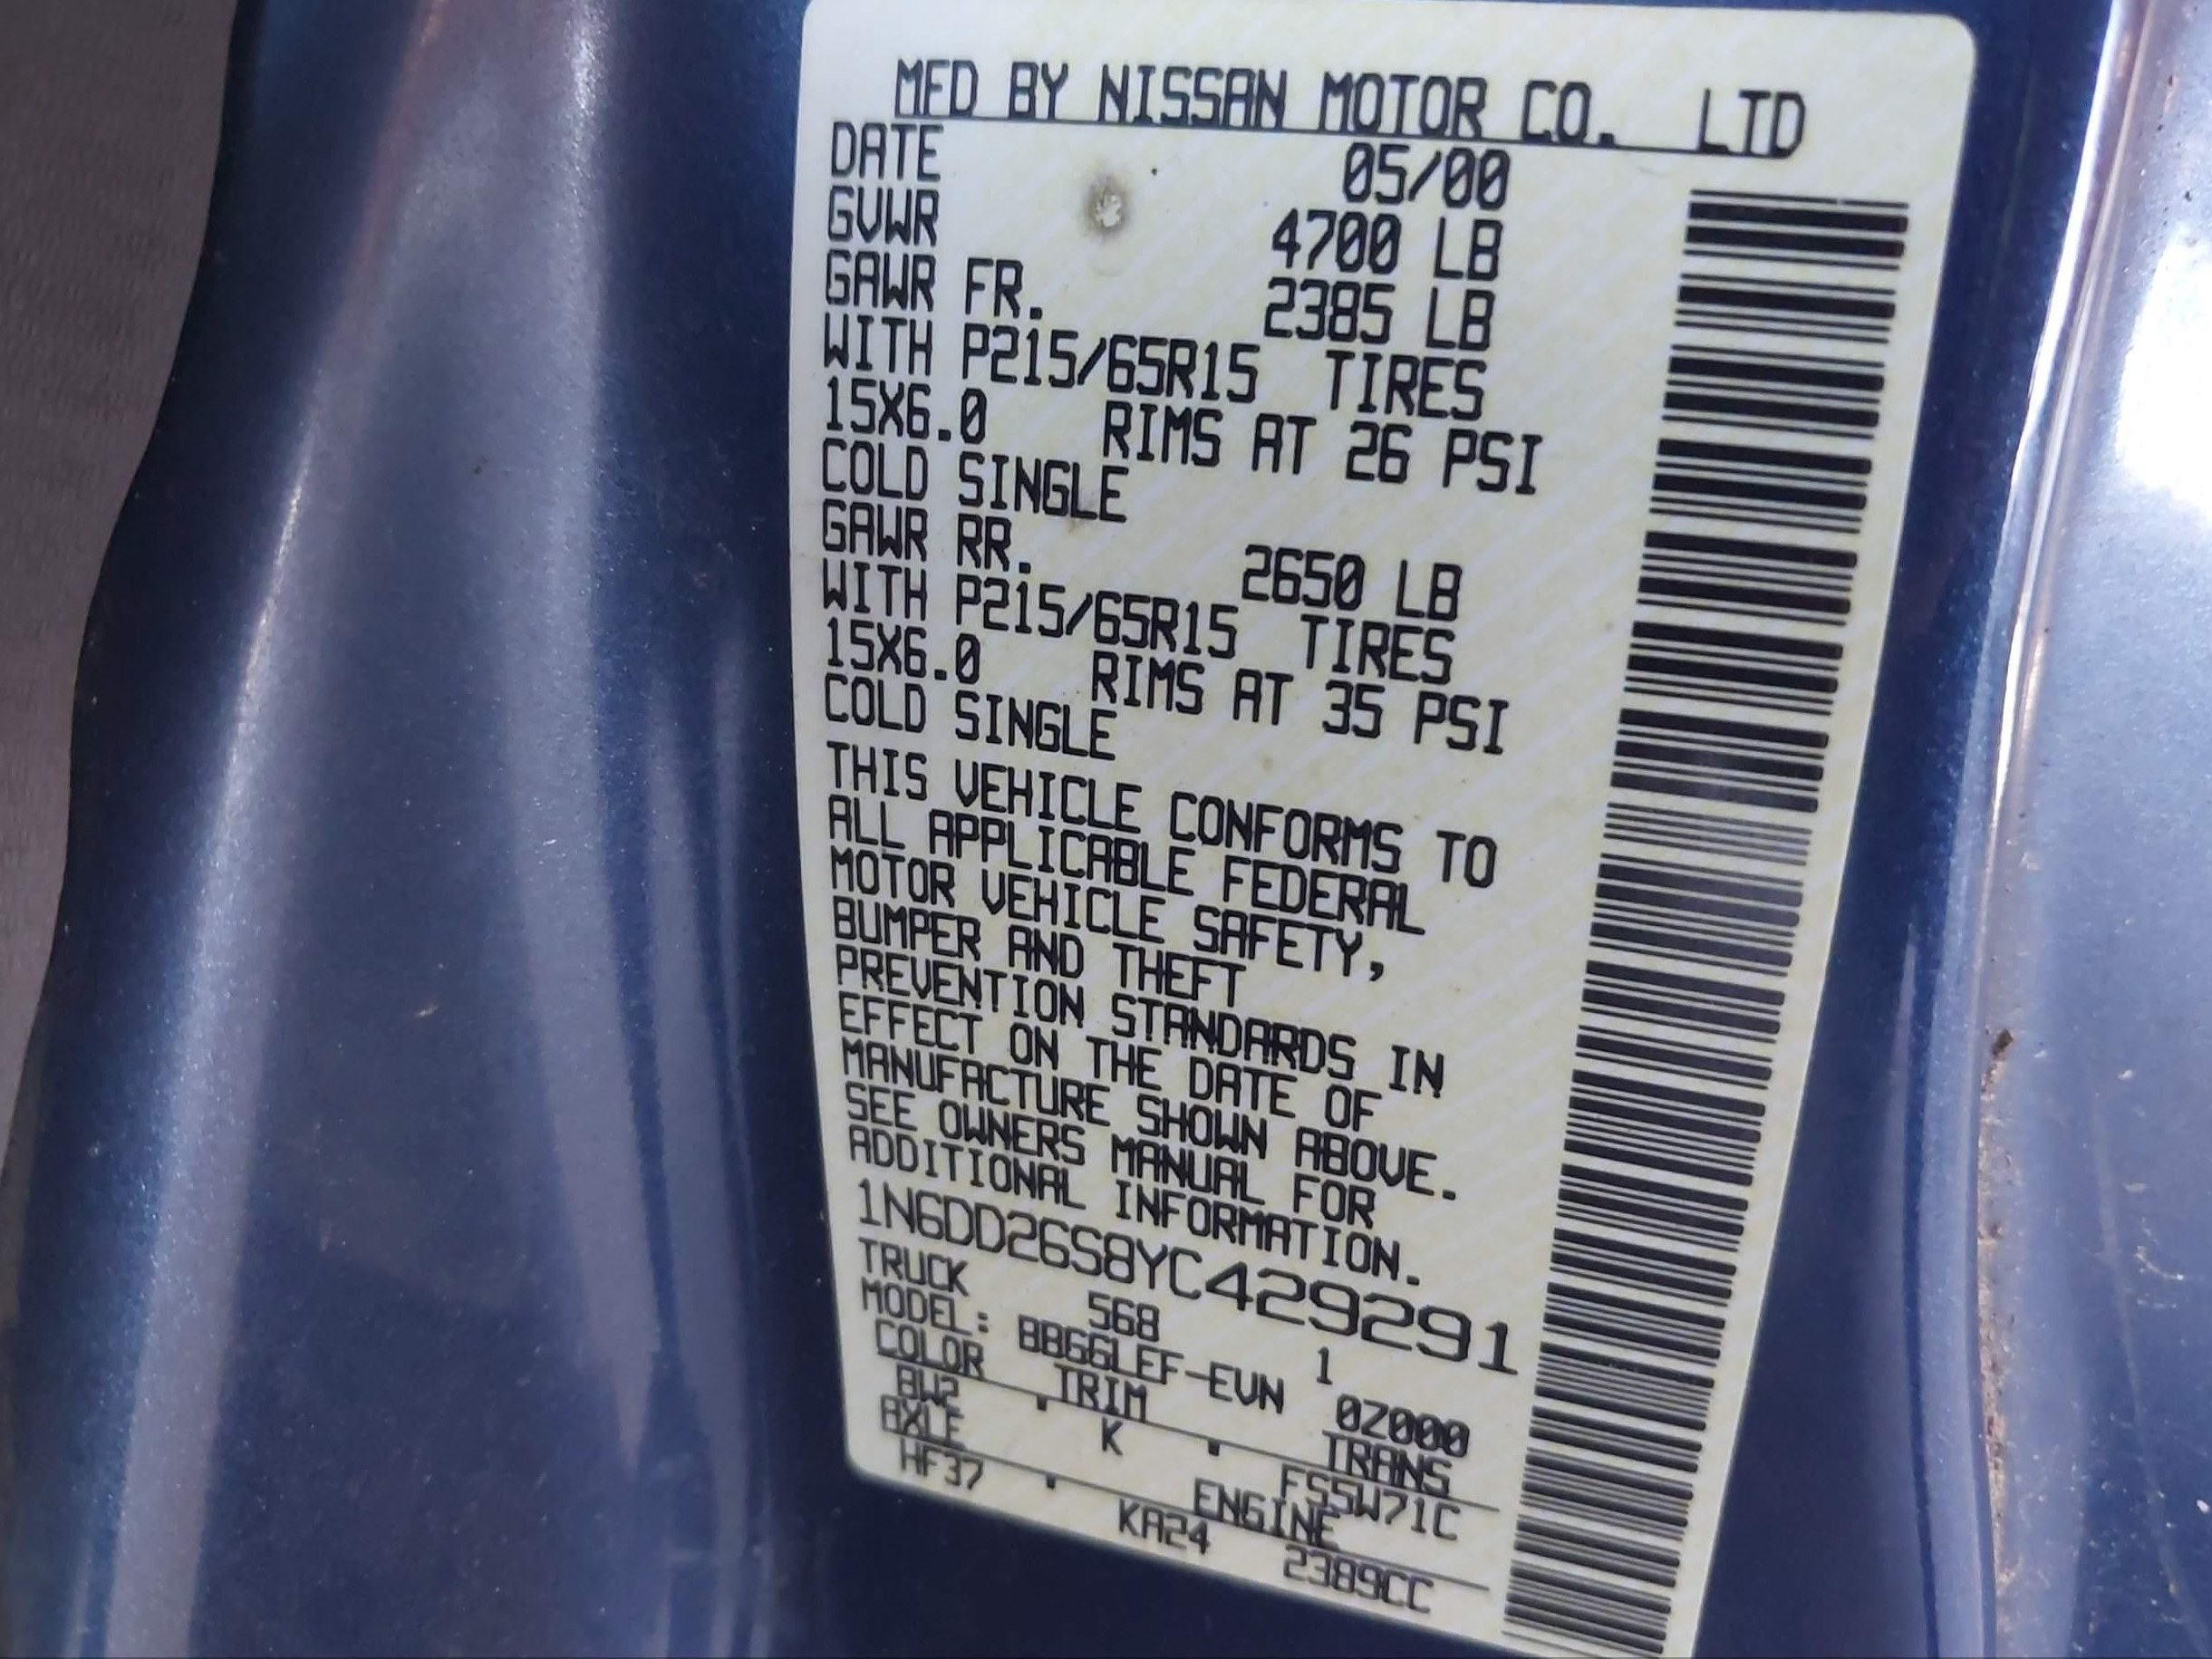 MFD BY NISSAN MOTOR CO. LTD
DATE 05/00
GVWR 4700 LB
GAWR FR. 2385 LB
WITH P215/65R15 TIRES
15X6.0 RIMS AT 26 PSI
COLD SINGLE
GAWR RR. 2650 LB
WITH P215/65R15 TIRES
15X6.0 RIMS AT 35 PSI
COLD SINGLE
THIS VEHICLE CONFORMS TO
ALL APPLICABLE FEDERAL
MOTOR VEHICLE SAFETY,
BUMPER AND THEFT
PREVENTION STANDARDS IN
EFFECT ON THE DATE OF
MANUFACTURE SHOWN ABOVE.
SEE OWNERS MANUAL FOR
ADDITIONAL INFORMATION.
1N6DD26S8YC429291
TRUCK 568 1
MODEL: BBGGLEF-EVN 0Z000
COLOR TRIM TRANS
BW2 K FS5W71C
AXLE ENGINE
HF37 KA24 2389CC